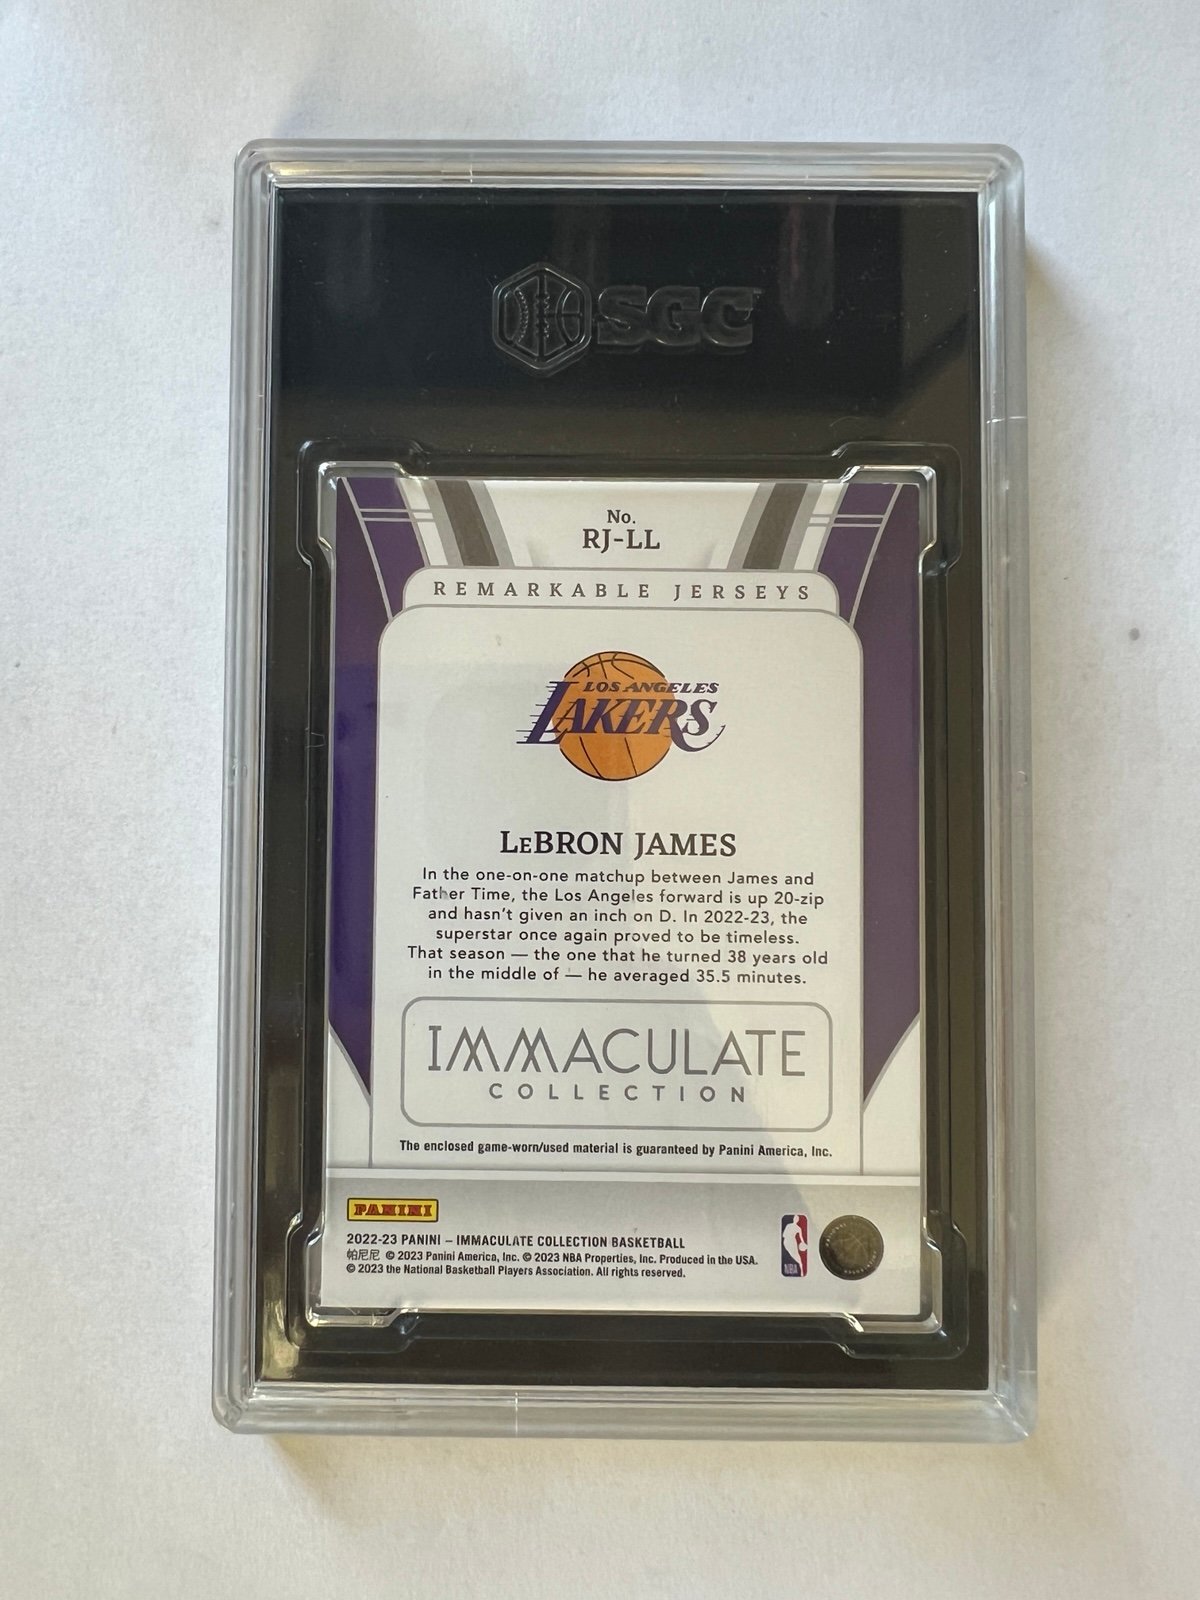 SGC
No.
RJ-LL
REMARKABLE JERSEYS
LOS ANGELES
LAKERS
LeBRON JAMES
In the one-on-one matchup between James and
Father Time, the Los Angeles forward is up 20-zip
and hasn't given an inch on D. In 2022-23, the
superstar once again proved to be timeless.
That season — the one that he turned 38 years old
in the middle of — he averaged 35.5 minutes.
IMMACULATE
COLLECTION
The enclosed game-worn/used material is guaranteed by Panini America, Inc.
PANINI
2022-23 PANINI – IMMACULATE COLLECTION BASKETBALL
帕尼尼 © 2023 Panini America, Inc. © 2023 NBA Properties, Inc. Produced in the USA.
© 2023 the National Basketball Players Association. All rights reserved.
NBA